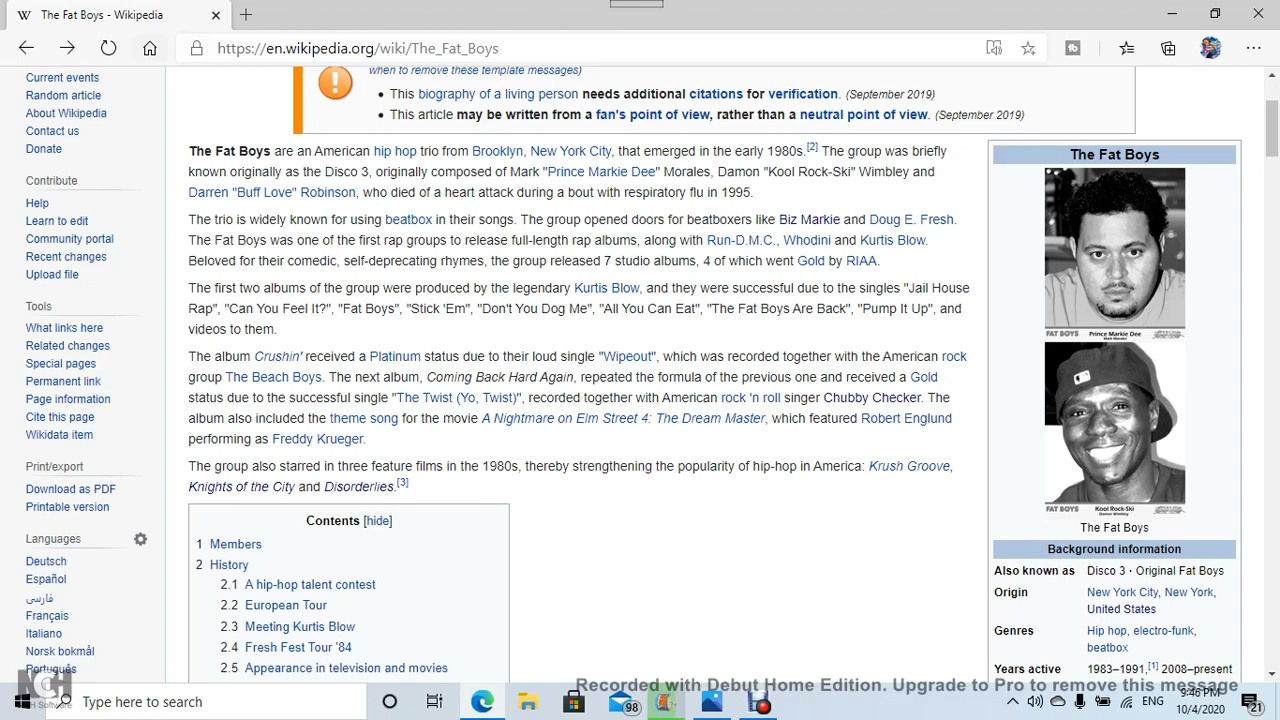 The Fat Boys - Wikipedia
https://en.wikipedia.org/wiki/The_Fat_Boys
Current events
Random article
About Wikipedia
Contact us
Donate
Contribute
Help
Learn to edit
Community portal
Recent changes
Upload file
Tools
What links here
Related changes
Special pages
Permanent link
Page information
Cite this page
Wikidata item
Print/export
Download as PDF
Printable version
Languages
Deutsch
Español
فارسی
Français
Italiano
Norsk bokmål
Português
when to remove these template messages)
• This biography of a living person needs additional citations for verification. (September 2019)
• This article may be written from a fan's point of view, rather than a neutral point of view. (September 2019)
The Fat Boys are an American hip hop trio from Brooklyn, New York City, that emerged in the early 1980s.[2] The group was briefly
known originally as the Disco 3, originally composed of Mark "Prince Markie Dee" Morales, Damon "Kool Rock-Ski" Wimbley and
Darren "Buff Love" Robinson, who died of a heart attack during a bout with respiratory flu in 1995.
The trio is widely known for using beatbox in their songs. The group opened doors for beatboxers like Biz Markie and Doug E. Fresh.
The Fat Boys was one of the first rap groups to release full-length rap albums, along with Run-D.M.C., Whodini and Kurtis Blow.
Beloved for their comedic, self-deprecating rhymes, the group released 7 studio albums, 4 of which went Gold by RIAA.
The first two albums of the group were produced by the legendary Kurtis Blow, and they were successful due to the singles "Jail House
Rap", "Can You Feel It?", "Fat Boys", "Stick 'Em", "Don't You Dog Me", "All You Can Eat", "The Fat Boys Are Back", "Pump It Up", and
videos to them.
The album Crushin' received a Platinum status due to their loud single "Wipeout", which was recorded together with the American rock
group The Beach Boys. The next album, Coming Back Hard Again, repeated the formula of the previous one and received a Gold
status due to the successful single "The Twist (Yo, Twist)", recorded together with American rock 'n roll singer Chubby Checker. The
album also included the theme song for the movie A Nightmare on Elm Street 4: The Dream Master, which featured Robert Englund
performing as Freddy Krueger.
The group also starred in three feature films in the 1980s, thereby strengthening the popularity of hip-hop in America: Krush Groove,
Knights of the City and Disorderlies.[3]
Contents [hide]
1 Members
2 History
2.1 A hip-hop talent contest
2.2 European Tour
2.3 Meeting Kurtis Blow
2.4 Fresh Fest Tour '84
2.5 Appearance in television and movies
The Fat Boys
FAT BOYS Prince Markie Dee
Mark Morales
FAT BOYS Kool Rock-Ski
Damon Wimbley
The Fat Boys
Background information
Also known as Disco 3 · Original Fat Boys
Origin New York City, New York,
United States
Genres Hip hop, electro-funk,
beatbox
Years active 1983–1991,[1] 2008–present
Recorded with Debut Home Edition. Upgrade to Pro to remove this message
NCH
NCH Software
Type here to search
98
ENG
9:46 PM
10/4/2020
21